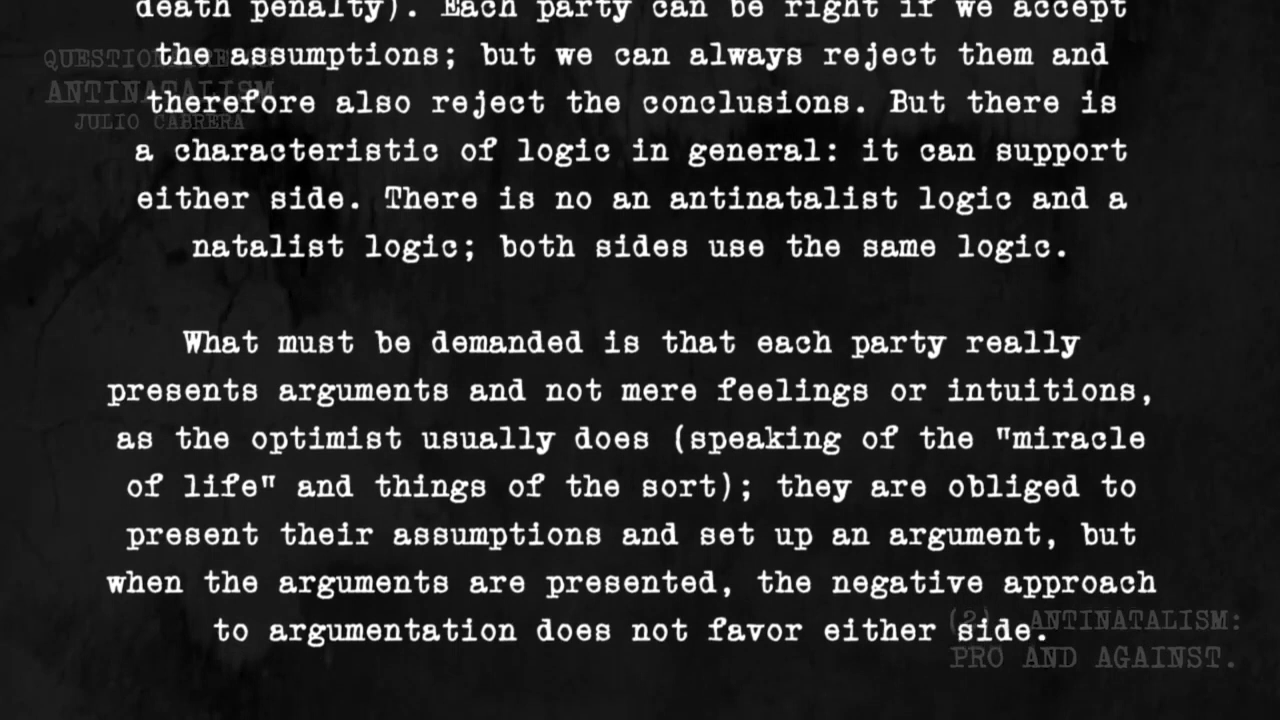 death penalty). Each party can be right if we accept
the assumptions; but we can always reject them and
therefore also reject the conclusions. But there is
a characteristic of logic in general: it can support
either side. There is no an antinatalist logic and a
natalist logic; both sides use the same logic.
What must be demanded is that each party really
presents arguments and not mere feelings or intuitions,
as the optimist usually does (speaking of the "miracle
of life" and things of the sort); they are obliged to
present their assumptions and set up an argument, but
when the arguments are presented, the negative approach
to argumentation does not favor either side.
ANTINATALISM
JULIO CABRERA
(2). ANTINATALISM:
PRO AND AGAINST.